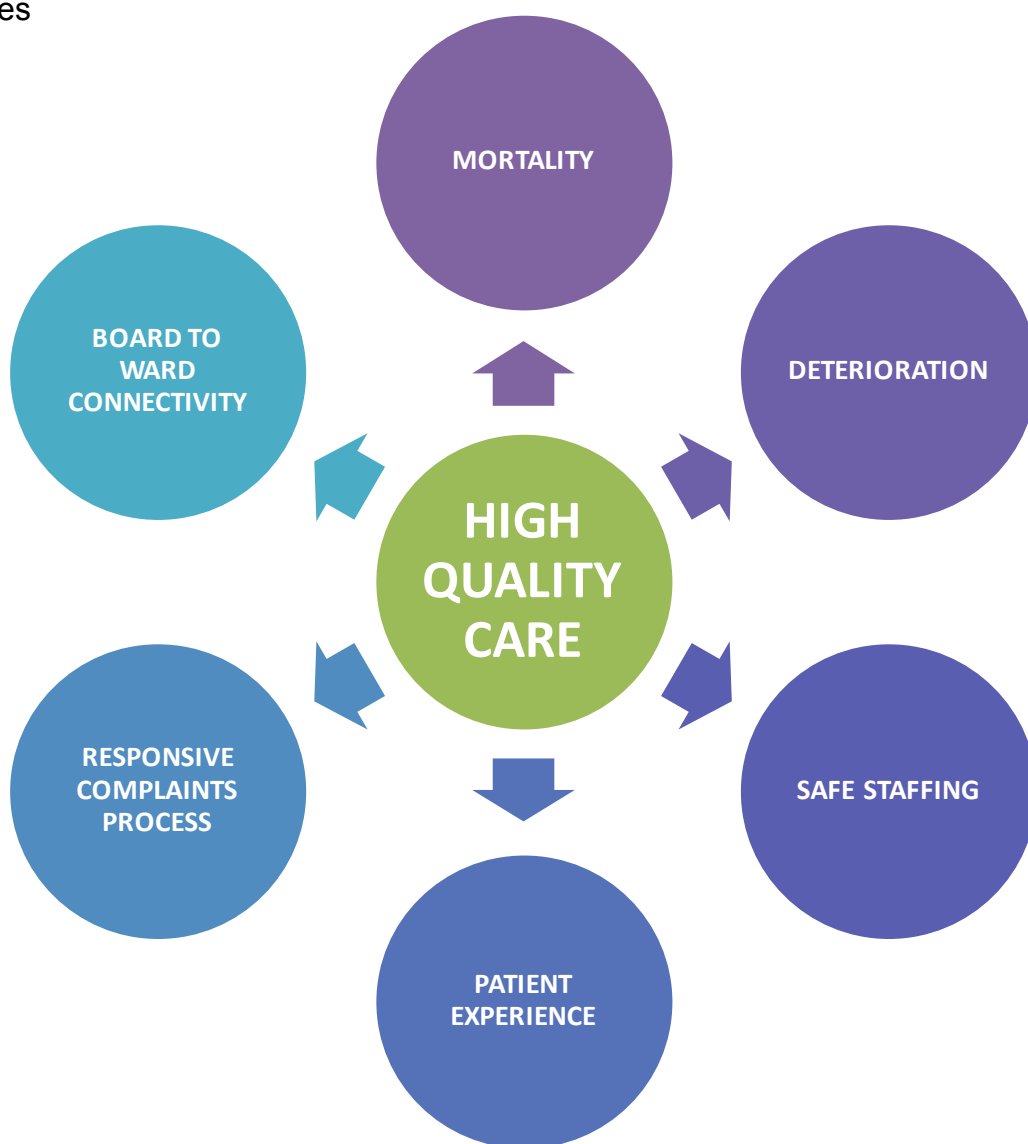 es
MORTALITY
BOARD TO
WARD
CONNECTIVITY
DETERIORATION
HIGH
QUALITY
CARE
RESPONSIVE
COMPLAINTS
PROCESS
SAFE STAFFING
PATIENT
EXPERIENCE